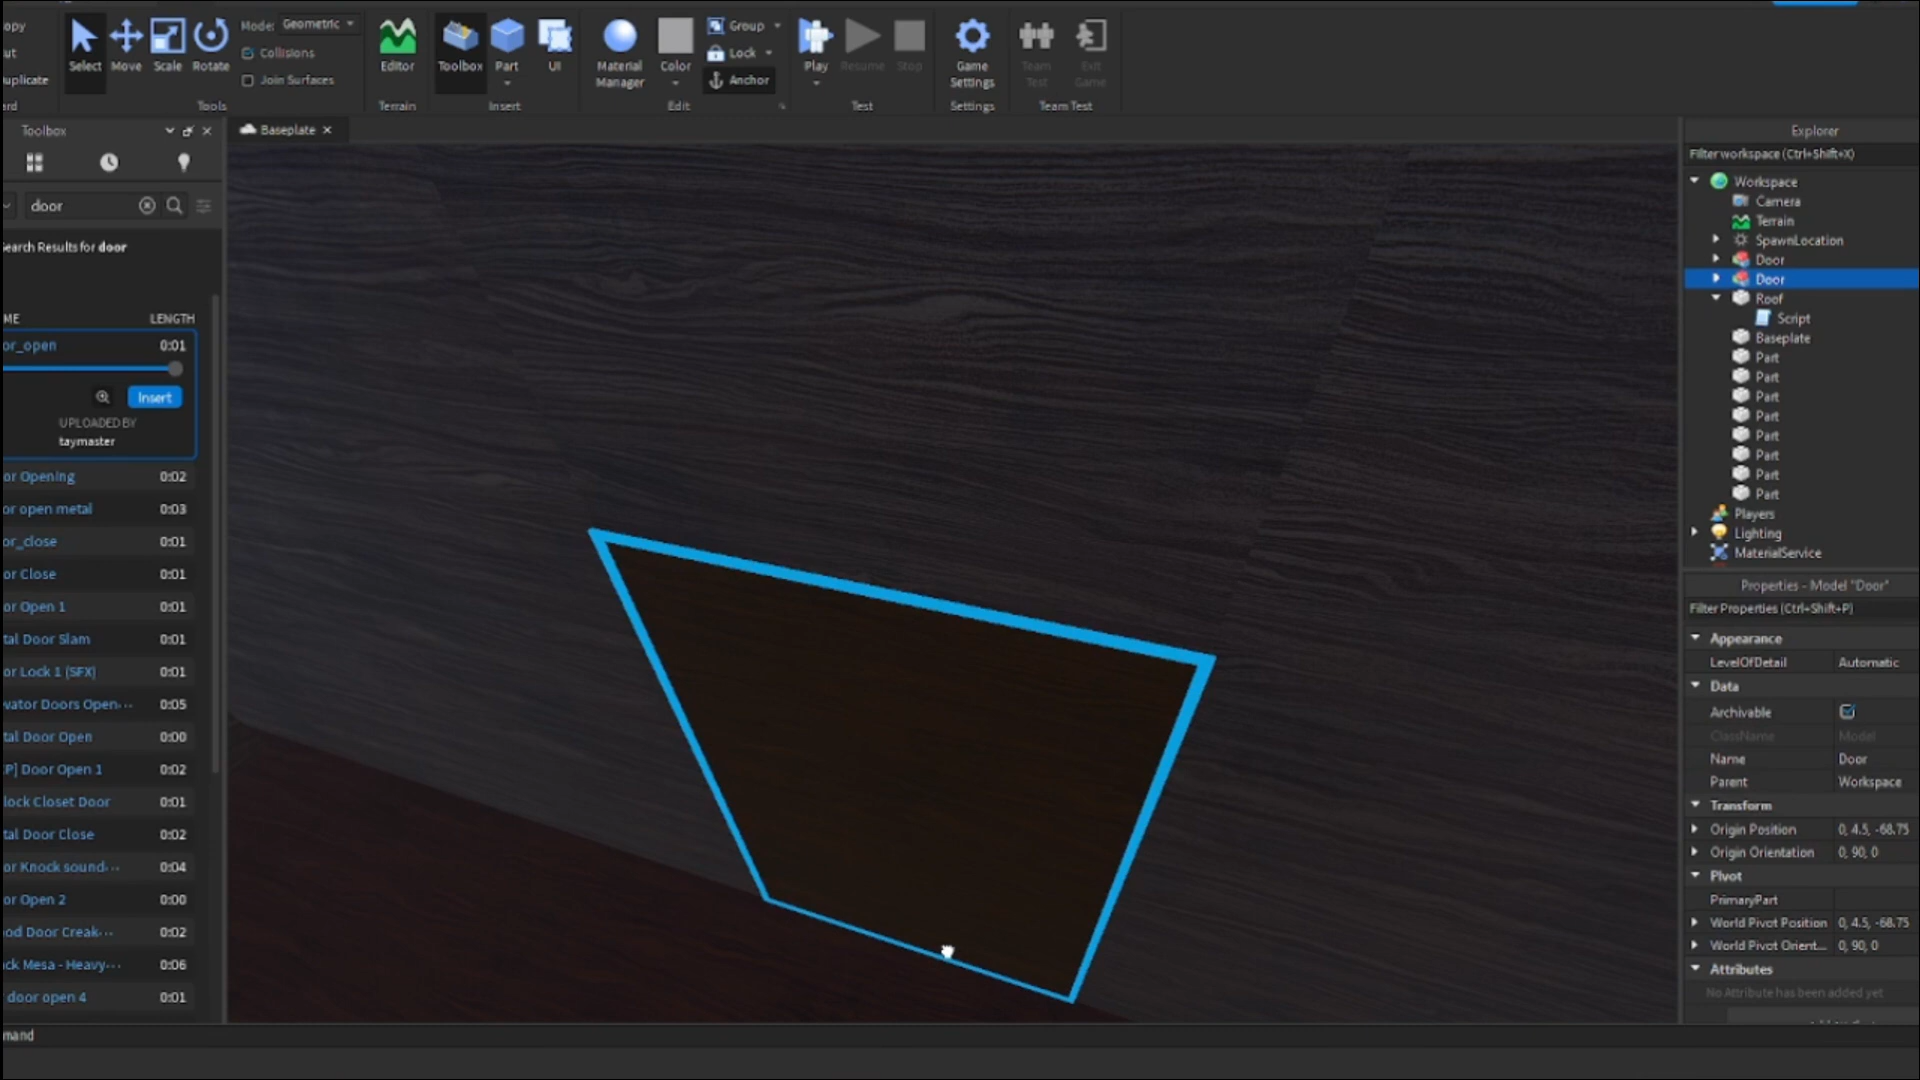 opy
ut
uplicate
ard
Select
Move
Scale
Rotate
Mode: Geometric
Collisions
Join Surfaces
Tools
Editor
Terrain
Toolbox
Part
UI
Insert
Material Manager
Color
Group
Lock
Anchor
Edit
Play
Resume
Stop
Test
Game Settings
Settings
Team Test
Exit Game
Team Test
Toolbox
door
Search Results for door
ME LENGTH
or_open 0:01
Insert
UPLOADED BY
taymaster
or Opening 0:02
or open metal 0:03
or_close 0:01
or Close 0:01
or Open 1 0:01
tal Door Slam 0:01
or Lock 1 (SFX) 0:01
vator Doors Open··· 0:05
tal Door Open 0:00
P] Door Open 1 0:02
lock Closet Door 0:01
tal Door Close 0:02
or Knock sound··· 0:04
or Open 2 0:00
od Door Creak··· 0:02
ck Mesa - Heavy··· 0:06
door open 4 0:01
mand
Baseplate
Explorer
Filter workspace (Ctrl+Shift+X)
Workspace
Camera
Terrain
SpawnLocation
Door
Door
Roof
Script
Baseplate
Part
Part
Part
Part
Part
Part
Part
Part
Players
Lighting
MaterialService
Properties - Model "Door"
Filter Properties (Ctrl+Shift+P)
Appearance
LevelOfDetail Automatic
Data
Archivable
ClassName Model
Name Door
Parent Workspace
Transform
Origin Position 0, 4.5, -68.75
Origin Orientation 0, 90, 0
Pivot
PrimaryPart
World Pivot Position 0, 4.5, -68.75
World Pivot Orient... 0, 90, 0
Attributes
No Attribute has been added yet